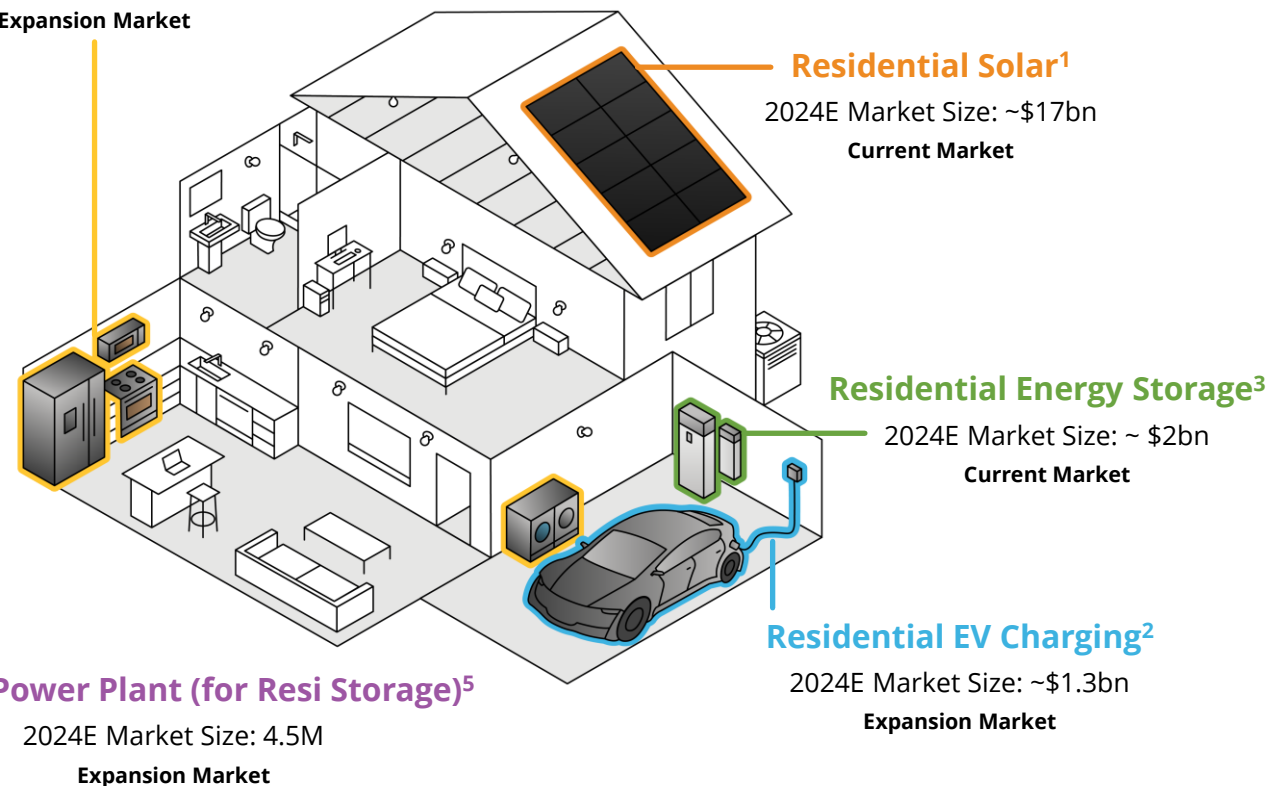 Expansion Market
Residential Solar¹
2024E Market Size: ~$17bn
Current Market
Residential Energy Storage³
2024E Market Size: ~ $2bn
Current Market
Residential EV Charging²
2024E Market Size: ~$1.3bn
Expansion Market
Power Plant (for Resi Storage)⁵
2024E Market Size: 4.5M
Expansion Market